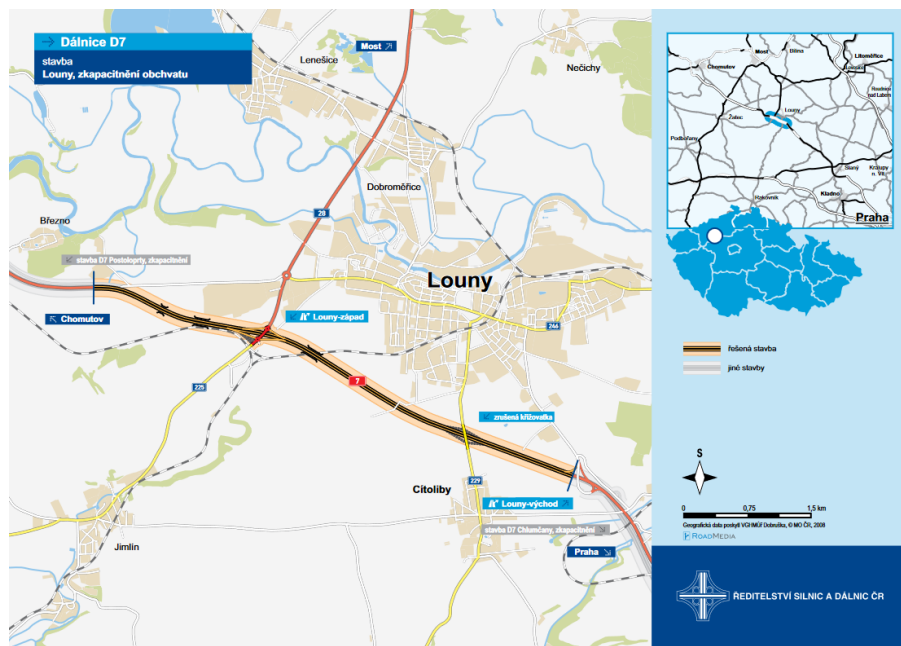 Dálnice D7
stavba
Louny, zkapacitnění obchvatu
Most
Lenešice
Nečichy
Dobroměřice
Březno
28
stavba D7 Postoloprty, zkapacitnění
Louny
Chomutov
Louny-západ
246
7
225
zrušená křižovatka
229
Cítoliby
Louny-východ
stavba D7 Chlumčany, zkapacitnění
Jimlín
Praha
Most
Bílina
Litoměřice
Chomutov
Lovosice
Roudnice
nad Labem
Louny
Žatec
Podbořany
Slaný
Kralupy
n. Vlt.
Kladno
Rakovník
Praha
řešená stavba
jiné stavby
S
0 0,75 1,5 km
Geografická data poskytl VGHMÚř Dobruška, © MO ČR, 2008
ROADMEDIA
ŘEDITELSTVÍ SILNIC A DÁLNIC ČR